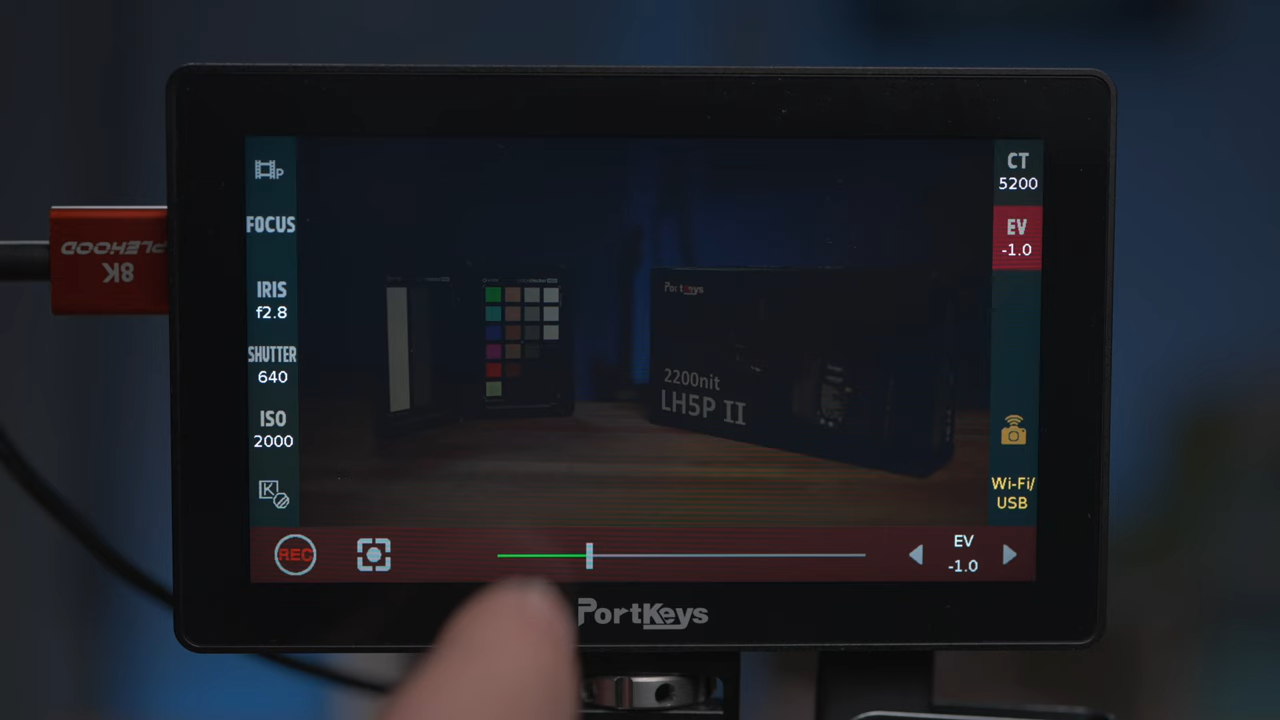 P
FOCUS
IRIS
f2.8
SHUTTER
640
ISO
2000
K
CT
5200
EV
-1.0
Wi-Fi/
USB
PortKeys
2200nit
LH5P II
REC
EV
-1.0
PortKeys
PLEHOOD
8K